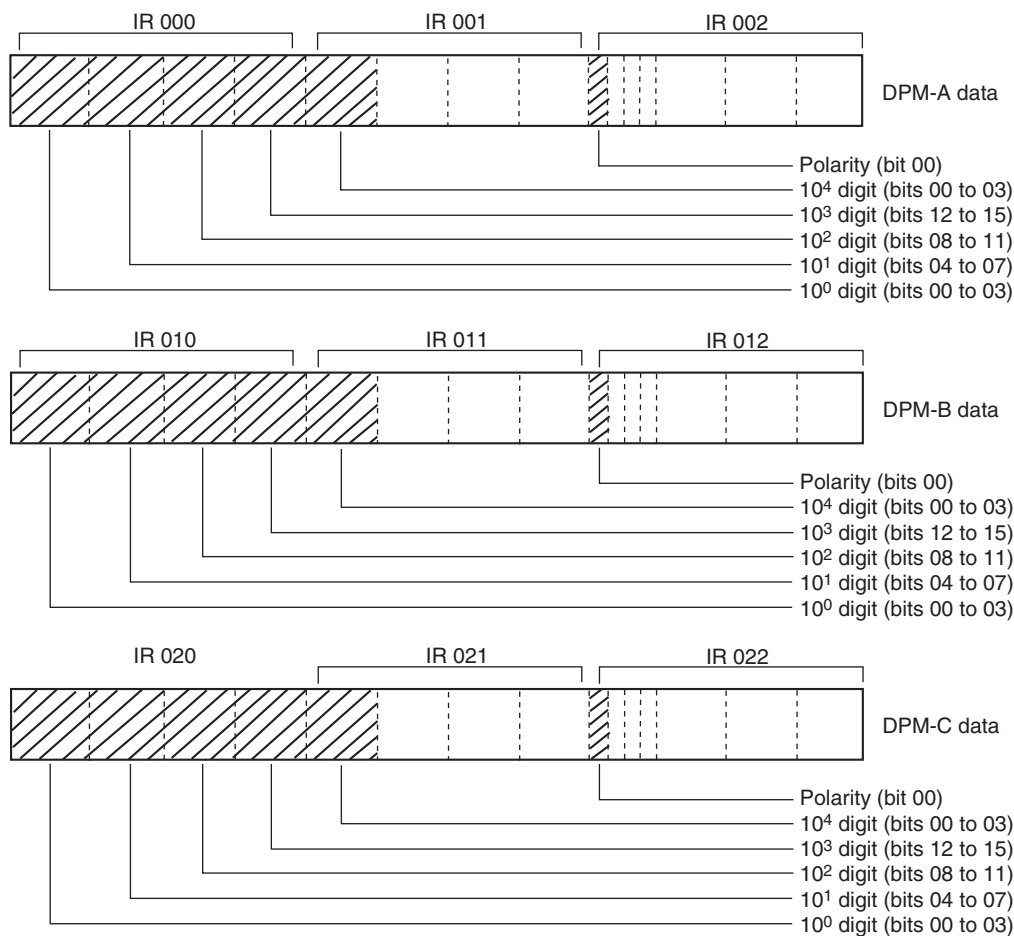 IR 000 IR 001 IR 002
DPM-A data
Polarity (bit 00)
10⁴ digit (bits 00 to 03)
10³ digit (bits 12 to 15)
10² digit (bits 08 to 11)
10¹ digit (bits 04 to 07)
10⁰ digit (bits 00 to 03)
IR 010 IR 011 IR 012
DPM-B data
Polarity (bits 00)
10⁴ digit (bits 00 to 03)
10³ digit (bits 12 to 15)
10² digit (bits 08 to 11)
10¹ digit (bits 04 to 07)
10⁰ digit (bits 00 to 03)
IR 020 IR 021 IR 022
DPM-C data
Polarity (bit 00)
10⁴ digit (bits 00 to 03)
10³ digit (bits 12 to 15)
10² digit (bits 08 to 11)
10¹ digit (bits 04 to 07)
10⁰ digit (bits 00 to 03)